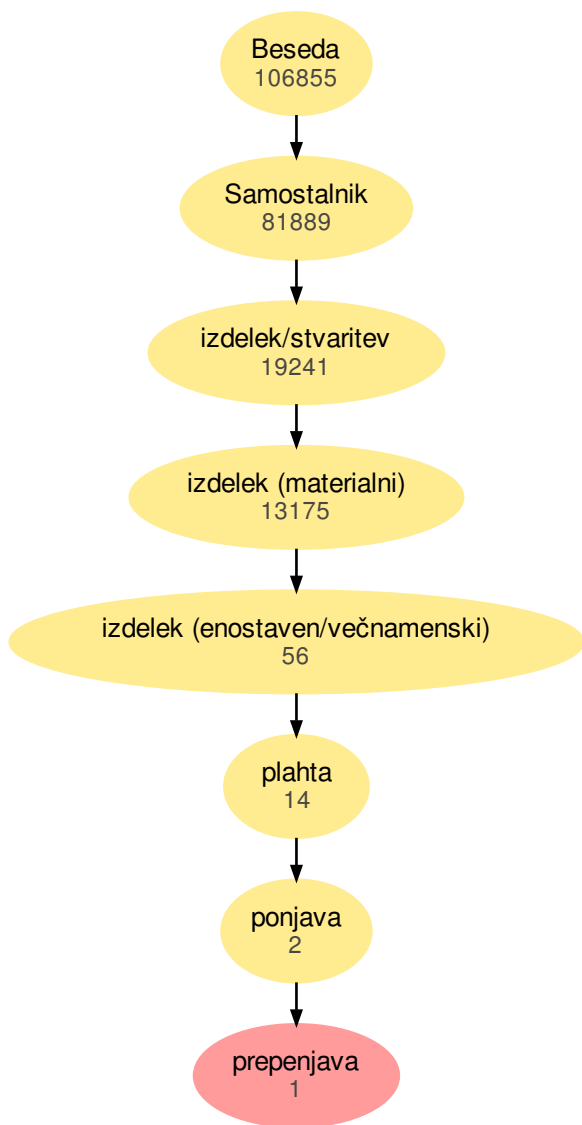 Beseda
106855
Samostalnik
81889
izdelek/stvaritev
19241
izdelek (materialni)
13175
izdelek (enostaven/večnamenski)
56
plahta
14
ponjava
2
prepenjava
1